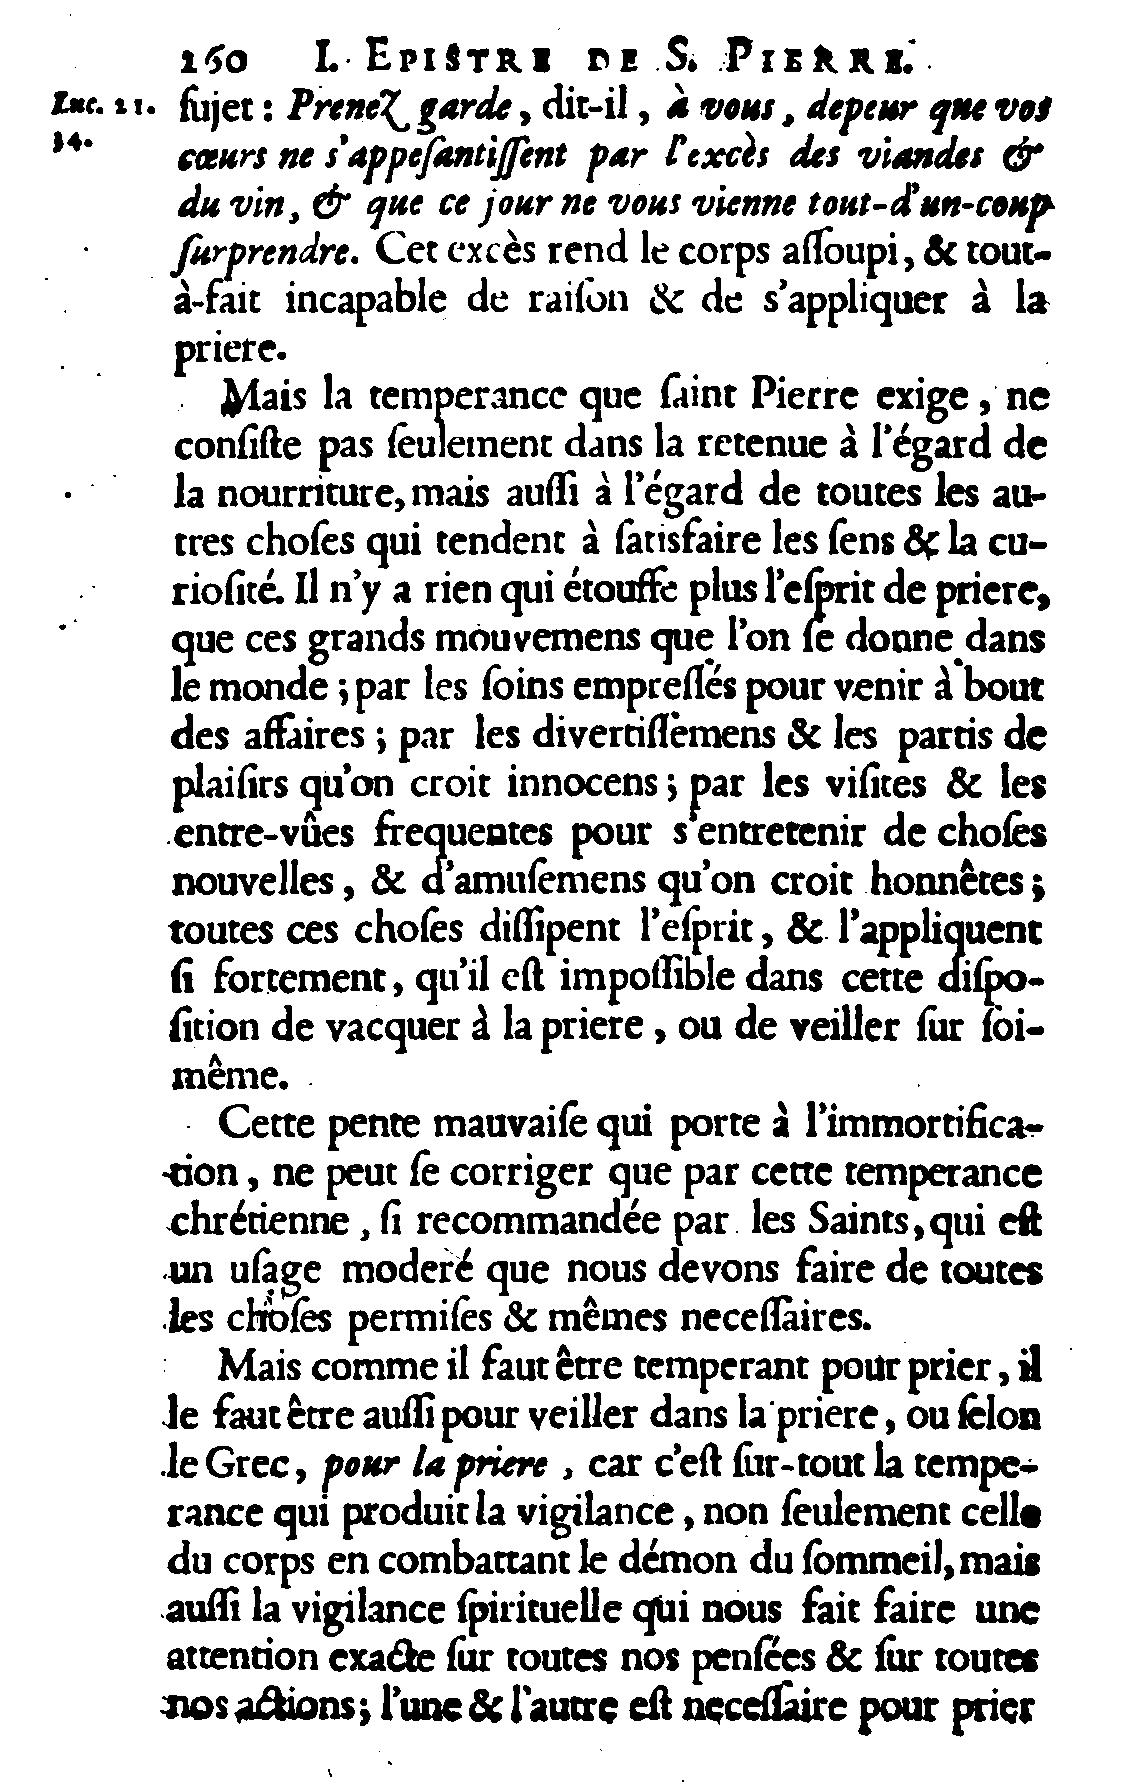 260 I. EPISTRE DE S. PIERRE.
Luc. 21. ſujet : Prenez garde, dit-il, à vous, depeur que vos
34. cœurs ne s'appeſantiſſent par l'excès des viandes &
du vin, & que ce jour ne vous vienne tout-d'un-coup
ſurprendre. Cet excès rend le corps aſſoupi, & tout-
à-fait incapable de raiſon & de s'appliquer à la
priere.
Mais la temperance que ſaint Pierre exige, ne
conſiſte pas ſeulement dans la retenue à l'égard de
la nourriture, mais auſſi à l'égard de toutes les au-
tres choſes qui tendent à ſatisfaire les ſens & la cu-
rioſité. Il n'y a rien qui étouffe plus l'eſprit de priere,
que ces grands mouvemens que l'on ſe donne dans
le monde ; par les ſoins empreſſés pour venir à bout
des affaires ; par les divertiſſemens & les partis de
plaiſirs qu'on croit innocens ; par les viſites & les
entre-vûes frequentes pour s'entretenir de choſes
nouvelles, & d'amuſemens qu'on croit honnêtes ;
toutes ces choſes diſſipent l'eſprit, & l'appliquent
ſi fortement, qu'il eſt impoſſible dans cette diſpo-
ſition de vacquer à la priere, ou de veiller ſur ſoi-
même.
Cette pente mauvaiſe qui porte à l'immortifica-
tion, ne peut ſe corriger que par cette temperance
chrétienne, ſi recommandée par les Saints, qui eſt
un uſage moderé que nous devons faire de toutes
les choſes permiſes & mêmes neceſſaires.
Mais comme il faut être temperant pour prier, il
le faut être auſſi pour veiller dans la priere, ou ſelon
le Grec, pour la priere, car c'eſt ſur-tout la tempe-
rance qui produit la vigilance, non ſeulement celle
du corps en combattant le démon du ſommeil, mais
auſſi la vigilance ſpirituelle qui nous fait faire une
attention exacte ſur toutes nos penſées & ſur toutes
nos actions ; l'une & l'autre eſt neceſſaire pour prier